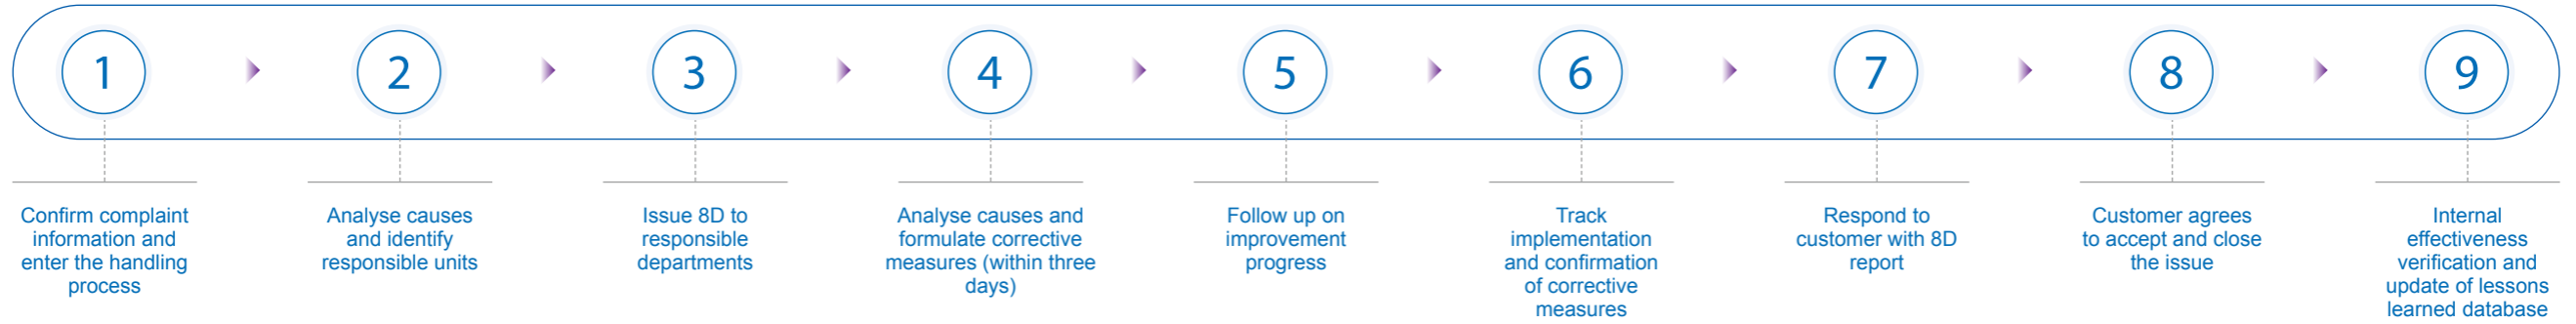 1
2
3
4
5
6
7
8
9
Confirm complaint
information and
enter the handling
process
Analyse causes
and identify
responsible units
Issue 8D to
responsible
departments
Analyse causes and
formulate corrective
measures (within three
days)
Follow up on
improvement
progress
Track
implementation
and confirmation
of corrective
measures
Respond to
customer with 8D
report
Customer agrees
to accept and close
the issue
Internal
effectiveness
verification and
update of lessons
learned database